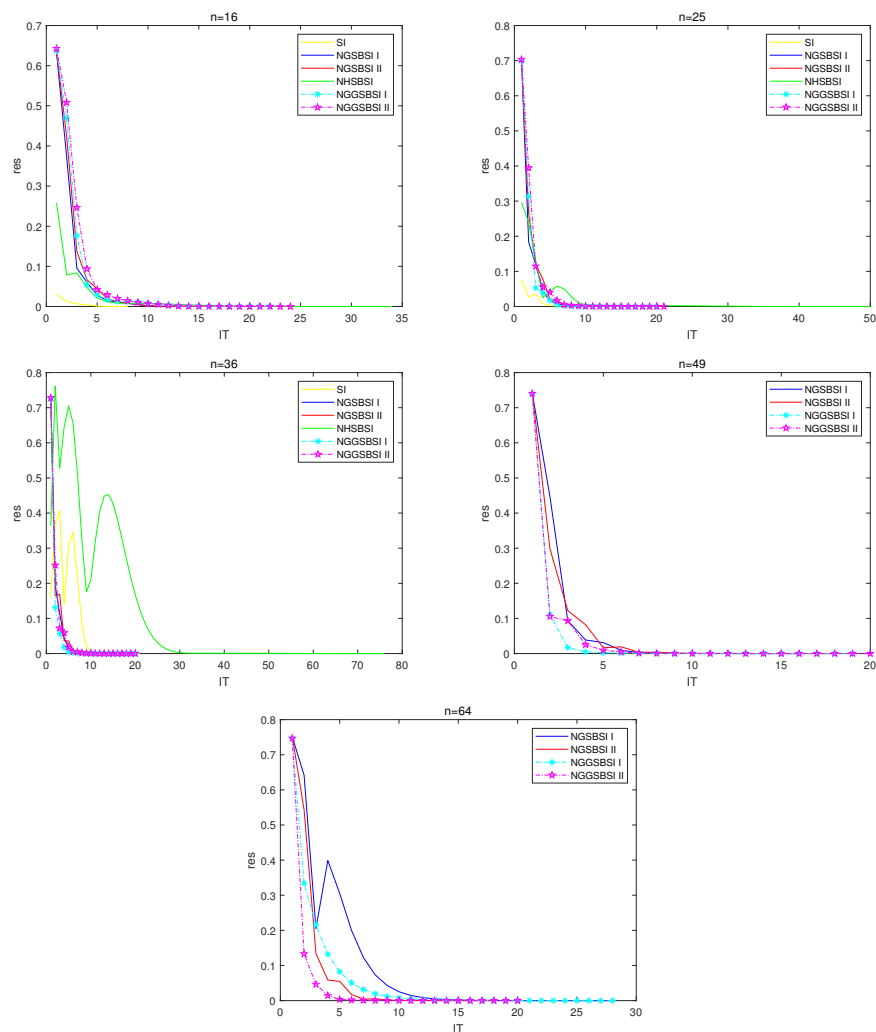 n=16
0.7
0.6
0.5
0.4
0.3
0.2
0.1
0
res
0 5 10 15 20 25 30 35
IT
SI
NGSBSI I
NGSBSI II
NHSBSI
NGGSBSI I
NGGSBSI II
n=25
0.8
0.7
0.6
0.5
0.4
0.3
0.2
0.1
0
res
0 10 20 30 40 50
IT
SI
NGSBSI I
NGSBSI II
NHSBSI
NGGSBSI I
NGGSBSI II
n=36
0.8
0.7
0.6
0.5
0.4
0.3
0.2
0.1
0
res
0 10 20 30 40 50 60 70 80
IT
SI
NGSBSI I
NGSBSI II
NHSBSI
NGGSBSI I
NGGSBSI II
n=49
0.8
0.7
0.6
0.5
0.4
0.3
0.2
0.1
0
res
0 5 10 15 20
IT
NGSBSI I
NGSBSI II
NGGSBSI I
NGGSBSI II
n=64
0.8
0.7
0.6
0.5
0.4
0.3
0.2
0.1
0
res
0 5 10 15 20 25 30
IT
NGSBSI I
NGSBSI II
NGGSBSI I
NGGSBSI II